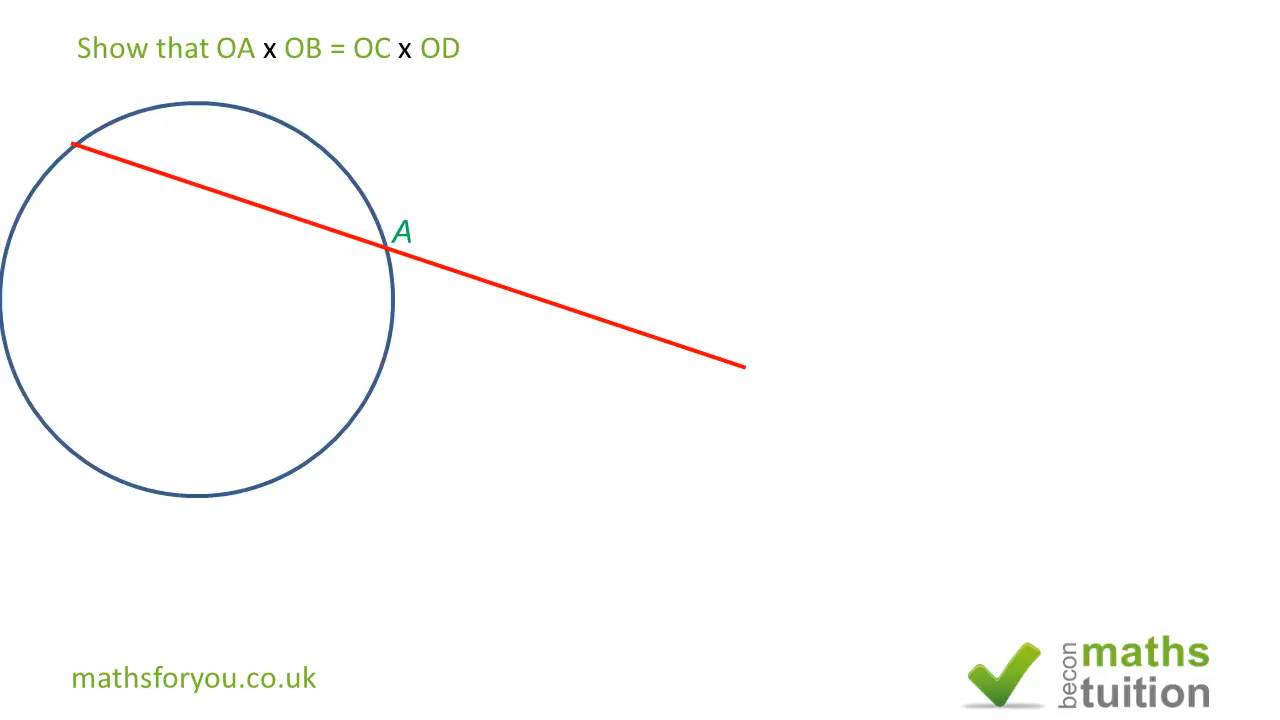 Show that OA x OB = OC x OD
A
mathsforyou.co.uk
becon
maths
tuition